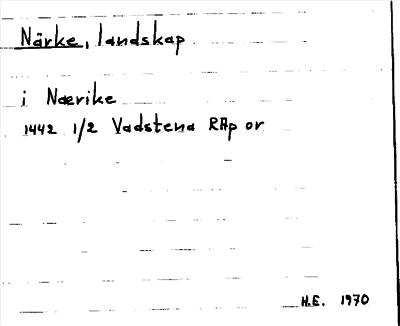 Närke, landskap
i Nærike
1442 1/2 Vadstena RAp or
H.E. 1970